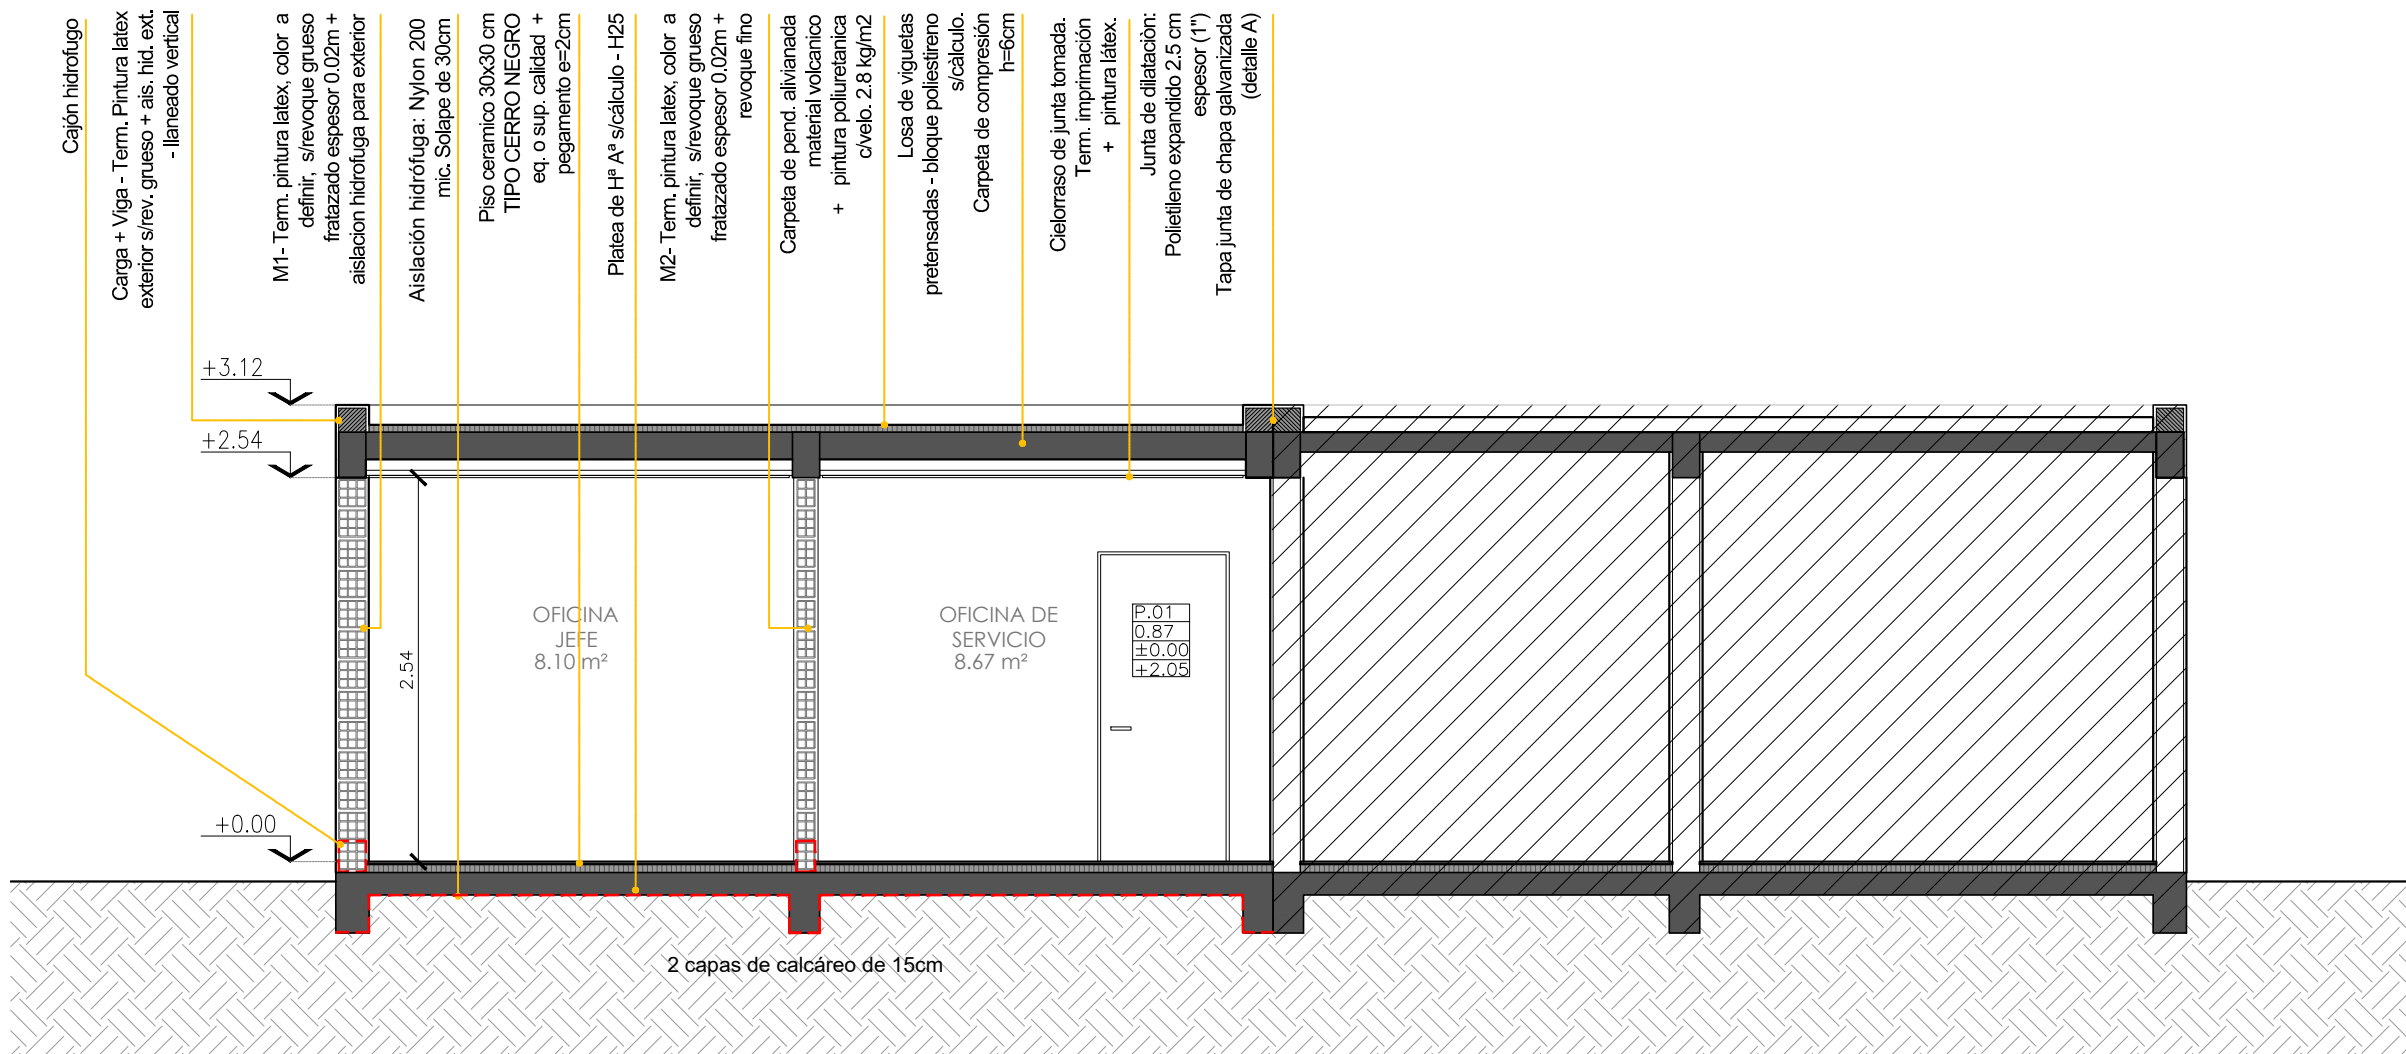 Cajón hidrofugo
Carga + Viga - Term. Pintura latex
exterior s/rev. grueso + ais. hid. ext.
- llaneado vertical
M1- Term. pintura latex, color a
definir, s/revoque grueso
fratazado espesor 0.02m +
aislacion hidrofuga para exterior
Aislación hidrófuga: Nylon 200
mic. Solape de 30cm
Piso ceramico 30x30 cm
TIPO CERRO NEGRO
eq. o sup. calidad +
pegamento e=2cm
Platea de Hª Aª s/cálculo - H25
M2- Term. pintura latex, color a
definir, s/revoque grueso
fratazado espesor 0.02m +
revoque fino
Carpeta de pend. alivianada
material volcanico
+ pintura poliuretanica
c/velo. 2.8 kg/m2
Losa de viguetas
pretensadas - bloque poliestireno
s/càlculo.
Carpeta de compresión
h=6cm
Cielorraso de junta tomada.
Term. imprimación
+ pintura látex.
Junta de dilataciòn:
Polietileno expandido 2.5 cm
espesor (1")
Tapa junta de chapa galvanizada
(detalle A)
+3.12
+2.54
+0.00
2.54
OFICINA
JEFE
8.10 m²
OFICINA DE
SERVICIO
8.67 m²
P.01
0.87
±0.00
+2.05
2 capas de calcáreo de 15cm